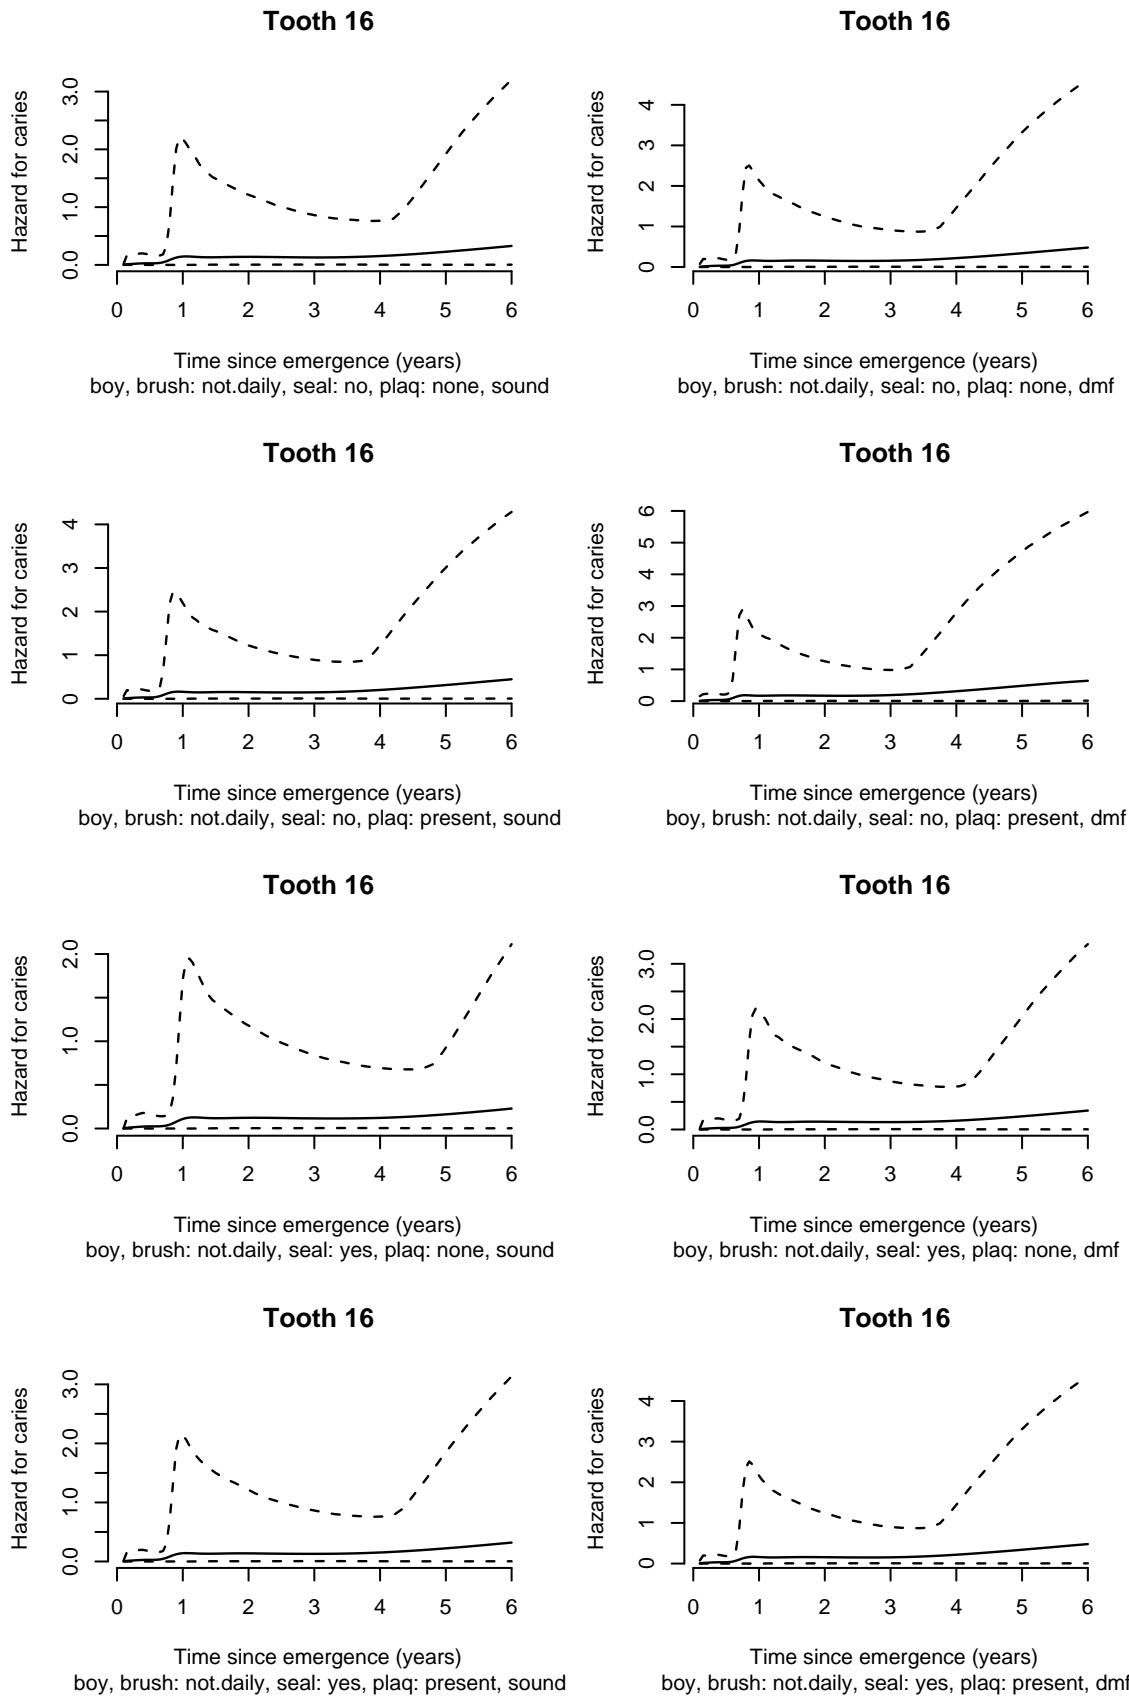 Tooth 16
Hazard for caries
0.0 1.0 2.0 3.0
0 1 2 3 4 5 6
Time since emergence (years)
boy, brush: not.daily, seal: no, plaq: none, sound
Tooth 16
Hazard for caries
0 1 2 3 4
0 1 2 3 4 5 6
Time since emergence (years)
boy, brush: not.daily, seal: no, plaq: none, dmf
Tooth 16
Hazard for caries
0 1 2 3 4
0 1 2 3 4 5 6
Time since emergence (years)
boy, brush: not.daily, seal: no, plaq: present, sound
Tooth 16
Hazard for caries
0 1 2 3 4 5 6
0 1 2 3 4 5 6
Time since emergence (years)
boy, brush: not.daily, seal: no, plaq: present, dmf
Tooth 16
Hazard for caries
0.0 1.0 2.0
0 1 2 3 4 5 6
Time since emergence (years)
boy, brush: not.daily, seal: yes, plaq: none, sound
Tooth 16
Hazard for caries
0.0 1.0 2.0 3.0
0 1 2 3 4 5 6
Time since emergence (years)
boy, brush: not.daily, seal: yes, plaq: none, dmf
Tooth 16
Hazard for caries
0.0 1.0 2.0 3.0
0 1 2 3 4 5 6
Time since emergence (years)
boy, brush: not.daily, seal: yes, plaq: present, sound
Tooth 16
Hazard for caries
0 1 2 3 4
0 1 2 3 4 5 6
Time since emergence (years)
boy, brush: not.daily, seal: yes, plaq: present, dmf